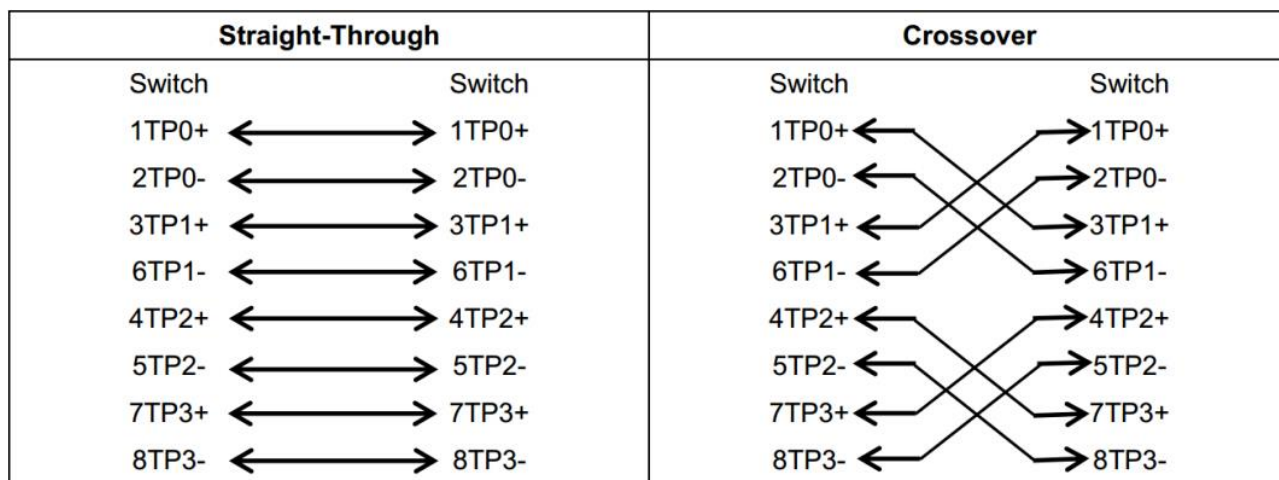 Straight-Through Crossover
Switch Switch Switch Switch
1TP0+ 1TP0+ 1TP0+ 1TP0+
2TP0- 2TP0- 2TP0- 2TP0-
3TP1+ 3TP1+ 3TP1+ 3TP1+
6TP1- 6TP1- 6TP1- 6TP1-
4TP2+ 4TP2+ 4TP2+ 4TP2+
5TP2- 5TP2- 5TP2- 5TP2-
7TP3+ 7TP3+ 7TP3+ 7TP3+
8TP3- 8TP3- 8TP3- 8TP3-